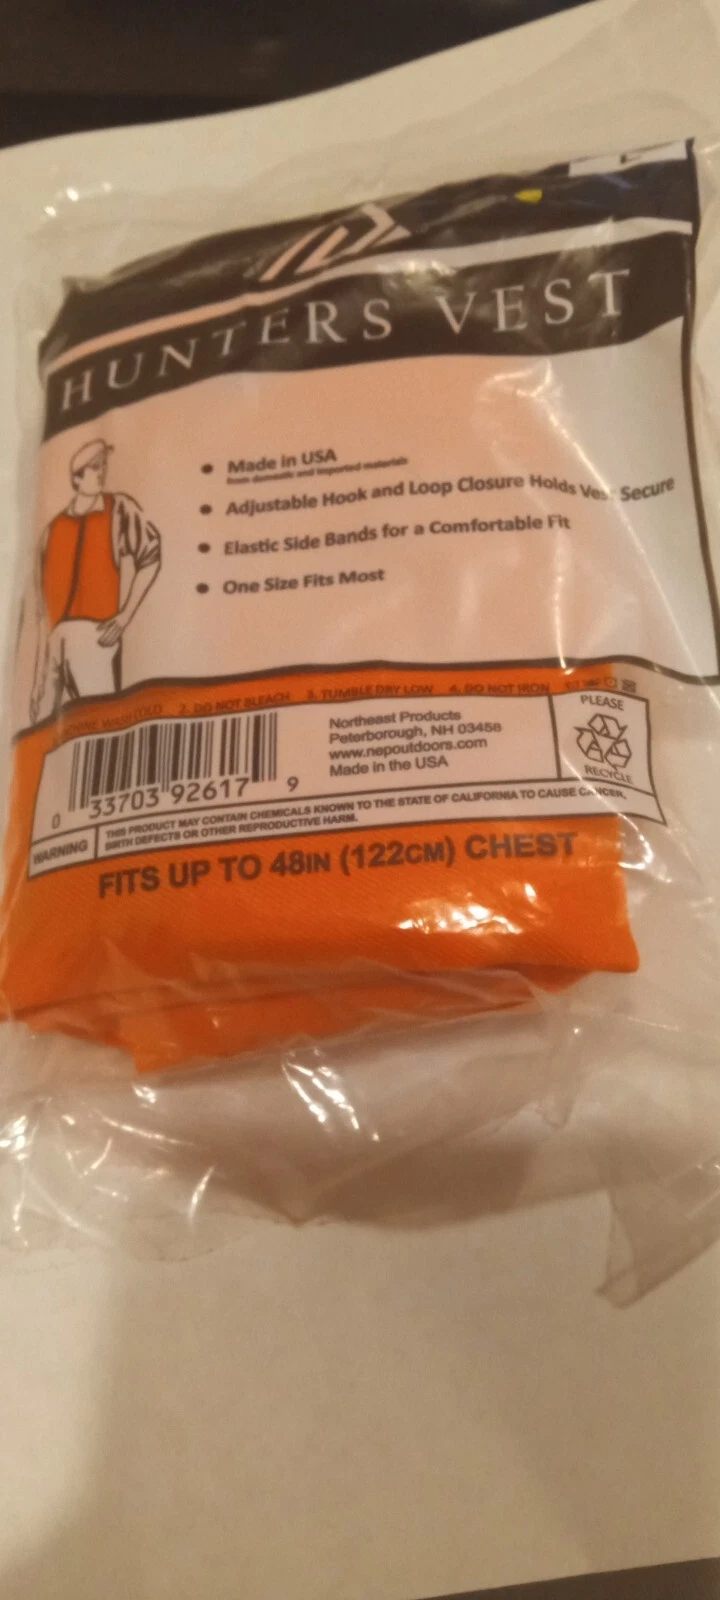 HUNTERS VEST
• Made in USA
from domestic and imported materials
• Adjustable Hook and Loop Closure Holds Vest Secure
• Elastic Side Bands for a Comfortable Fit
• One Size Fits Most
MACHINE WASH COLD 2. DO NOT BLEACH 3. TUMBLE DRY LOW 4. DO NOT IRON
0 33703 92617 9
Northeast Products
Peterborough, NH 03458
www.nepoutdoors.com
Made in the USA
PLEASE
RECYCLE
WARNING
THIS PRODUCT MAY CONTAIN CHEMICALS KNOWN TO THE STATE OF CALIFORNIA TO CAUSE CANCER,
BIRTH DEFECTS OR OTHER REPRODUCTIVE HARM.
FITS UP TO 48IN (122CM) CHEST